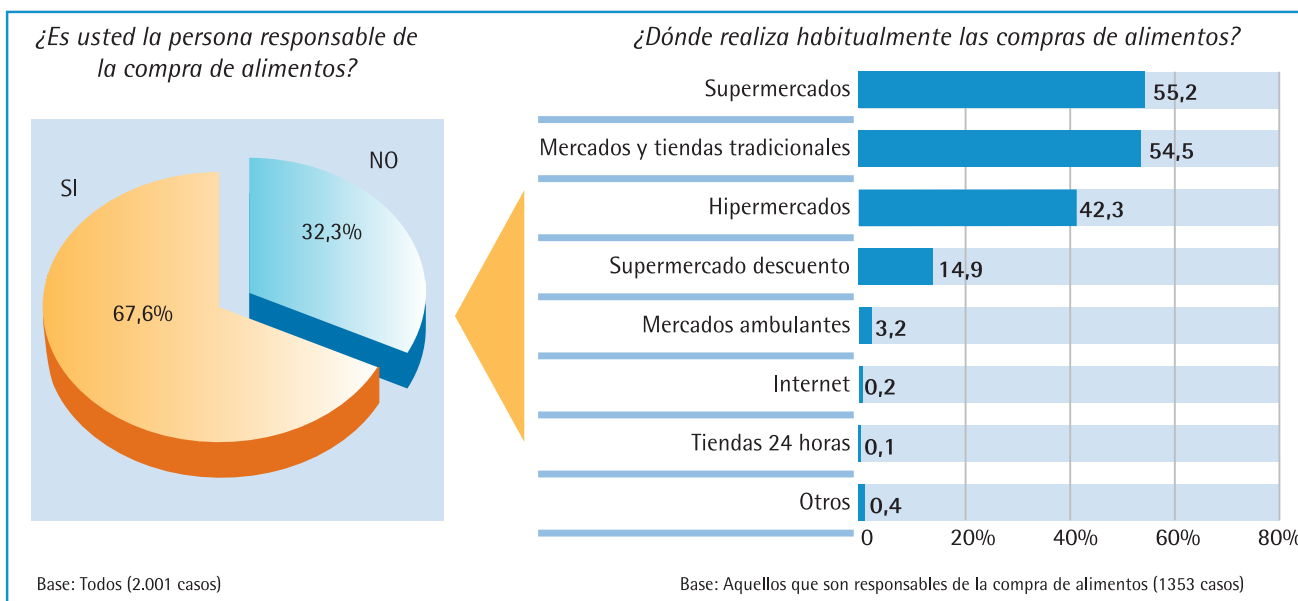 ¿Es usted la persona responsable de
la compra de alimentos?
SI
NO
67,6%
32,3%
Base: Todos (2.001 casos)
¿Dónde realiza habitualmente las compras de alimentos?
Supermercados
55,2
Mercados y tiendas tradicionales
54,5
Hipermercados
42,3
Supermercado descuento
14,9
Mercados ambulantes
3,2
Internet
0,2
Tiendas 24 horas
0,1
Otros
0,4
0 20% 40% 60% 80%
Base: Aquellos que son responsables de la compra de alimentos (1353 casos)